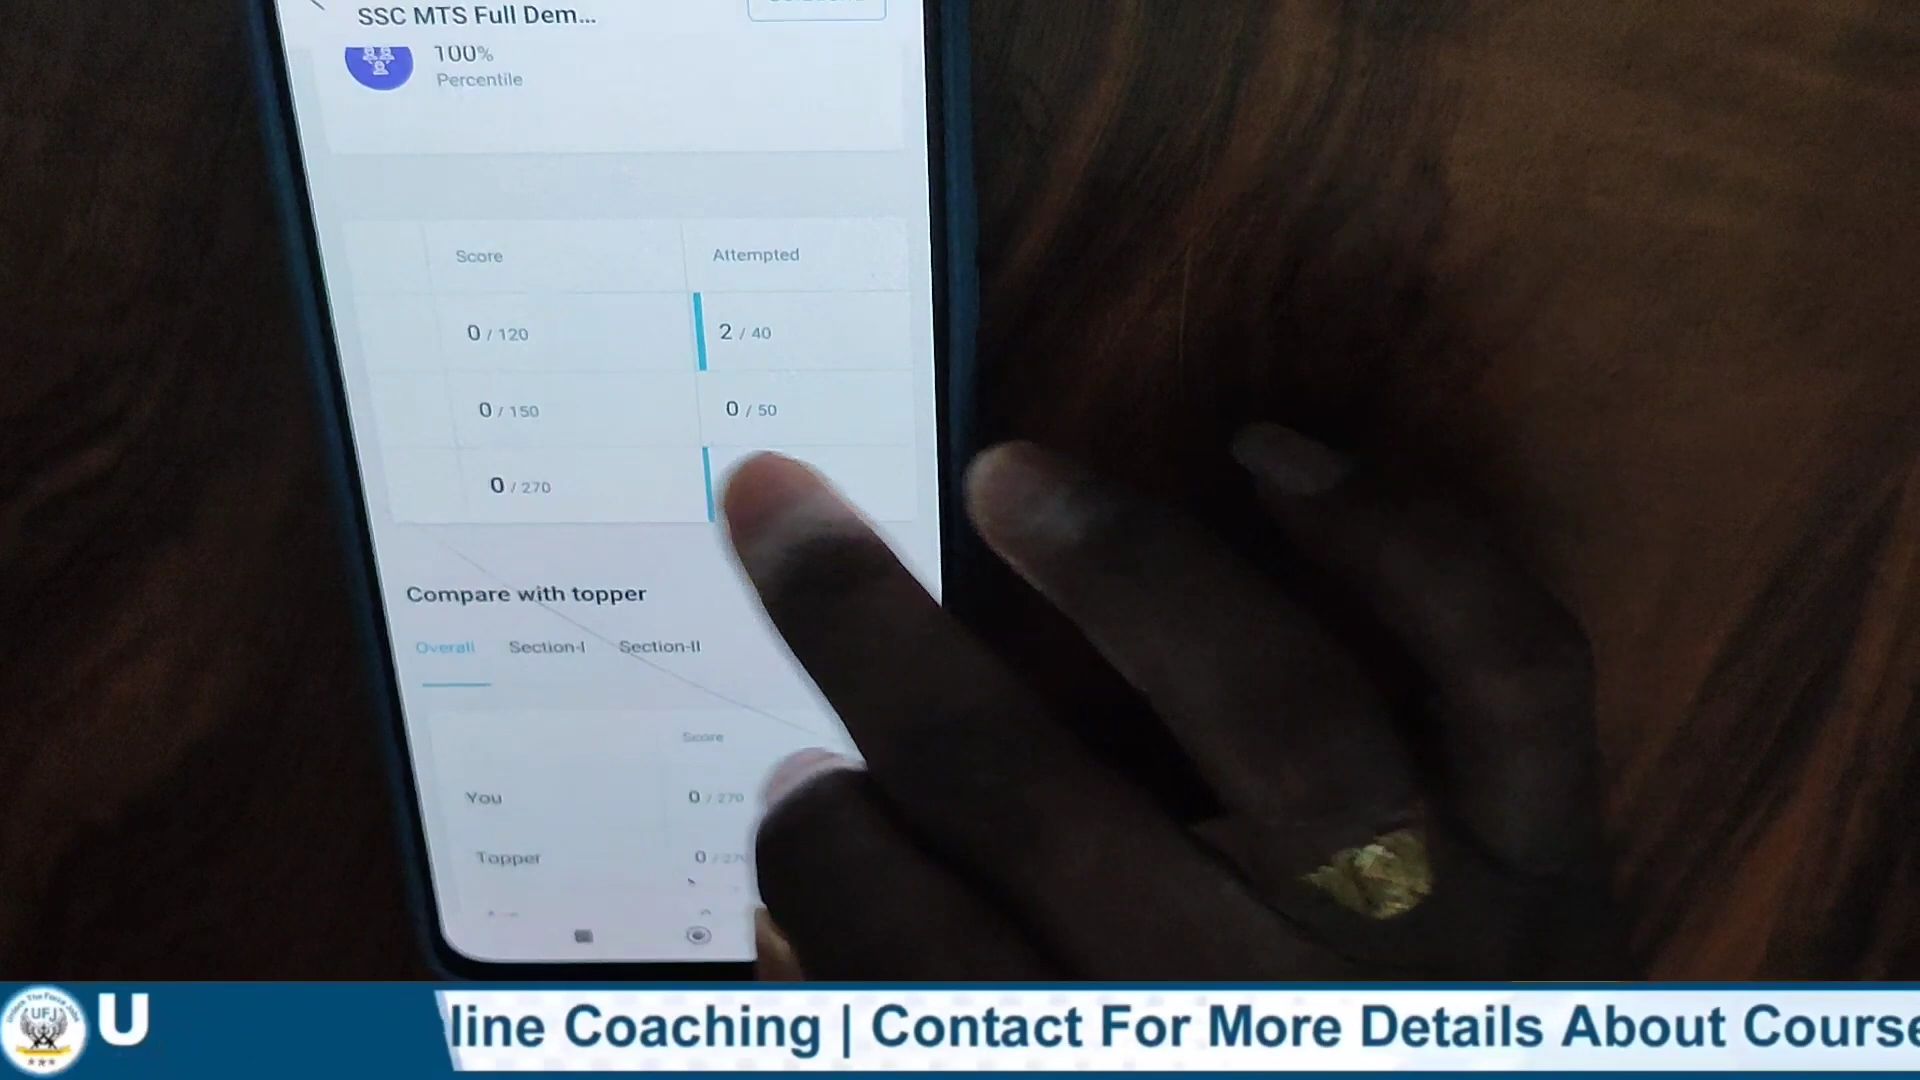 SSC MTS Full Dem...
100%
Percentile
Score Attempted
0 / 120 2 / 40
0 / 150 0 / 50
0 / 270
Compare with topper
Overall Section-I Section-II
Score
You 0 / 270
Topper 0 / 270
UFJ
U
line Coaching | Contact For More Details About Course